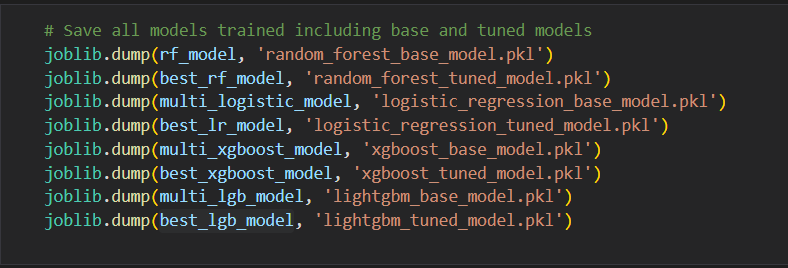 # Save all models trained including base and tuned models
joblib.dump(rf_model, 'random_forest_base_model.pkl')
joblib.dump(best_rf_model, 'random_forest_tuned_model.pkl')
joblib.dump(multi_logistic_model, 'logistic_regression_base_model.pkl')
joblib.dump(best_lr_model, 'logistic_regression_tuned_model.pkl')
joblib.dump(multi_xgboost_model, 'xgboost_base_model.pkl')
joblib.dump(best_xgboost_model, 'xgboost_tuned_model.pkl')
joblib.dump(multi_lgb_model, 'lightgbm_base_model.pkl')
joblib.dump(best_lgb_model, 'lightgbm_tuned_model.pkl')